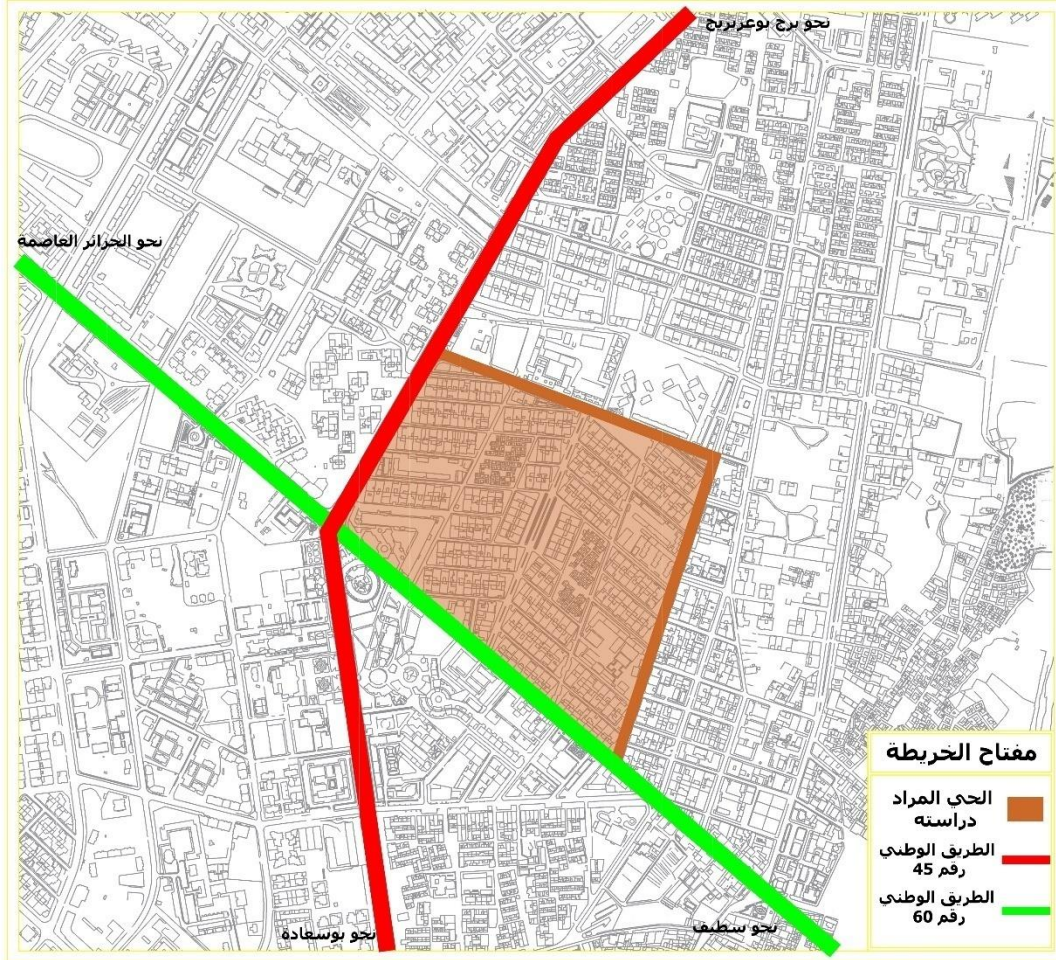 نحو برج بوعريريج
نحو الجزائر العاصمة
نحو بوسعادة
نحو سطيف
مفتاح الخريطة
الحي المراد
دراسته
الطريق الوطني
رقم 45
الطريق الوطني
رقم 60